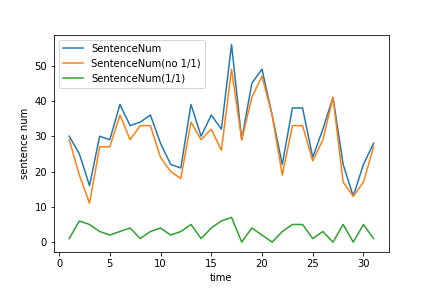 SentenceNum
SentenceNum(no 1/1)
SentenceNum(1/1)
sentence num
50
40
30
20
10
0
0 5 10 15 20 25 30
time